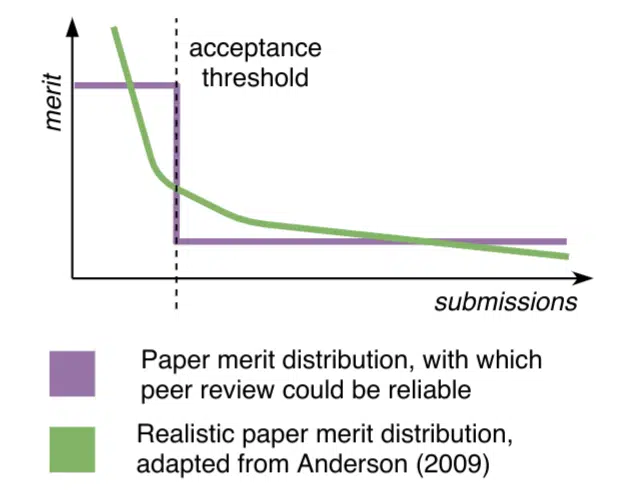 acceptance
threshold
merit
submissions
Paper merit distribution, with which
peer review could be reliable
Realistic paper merit distribution,
adapted from Anderson (2009)